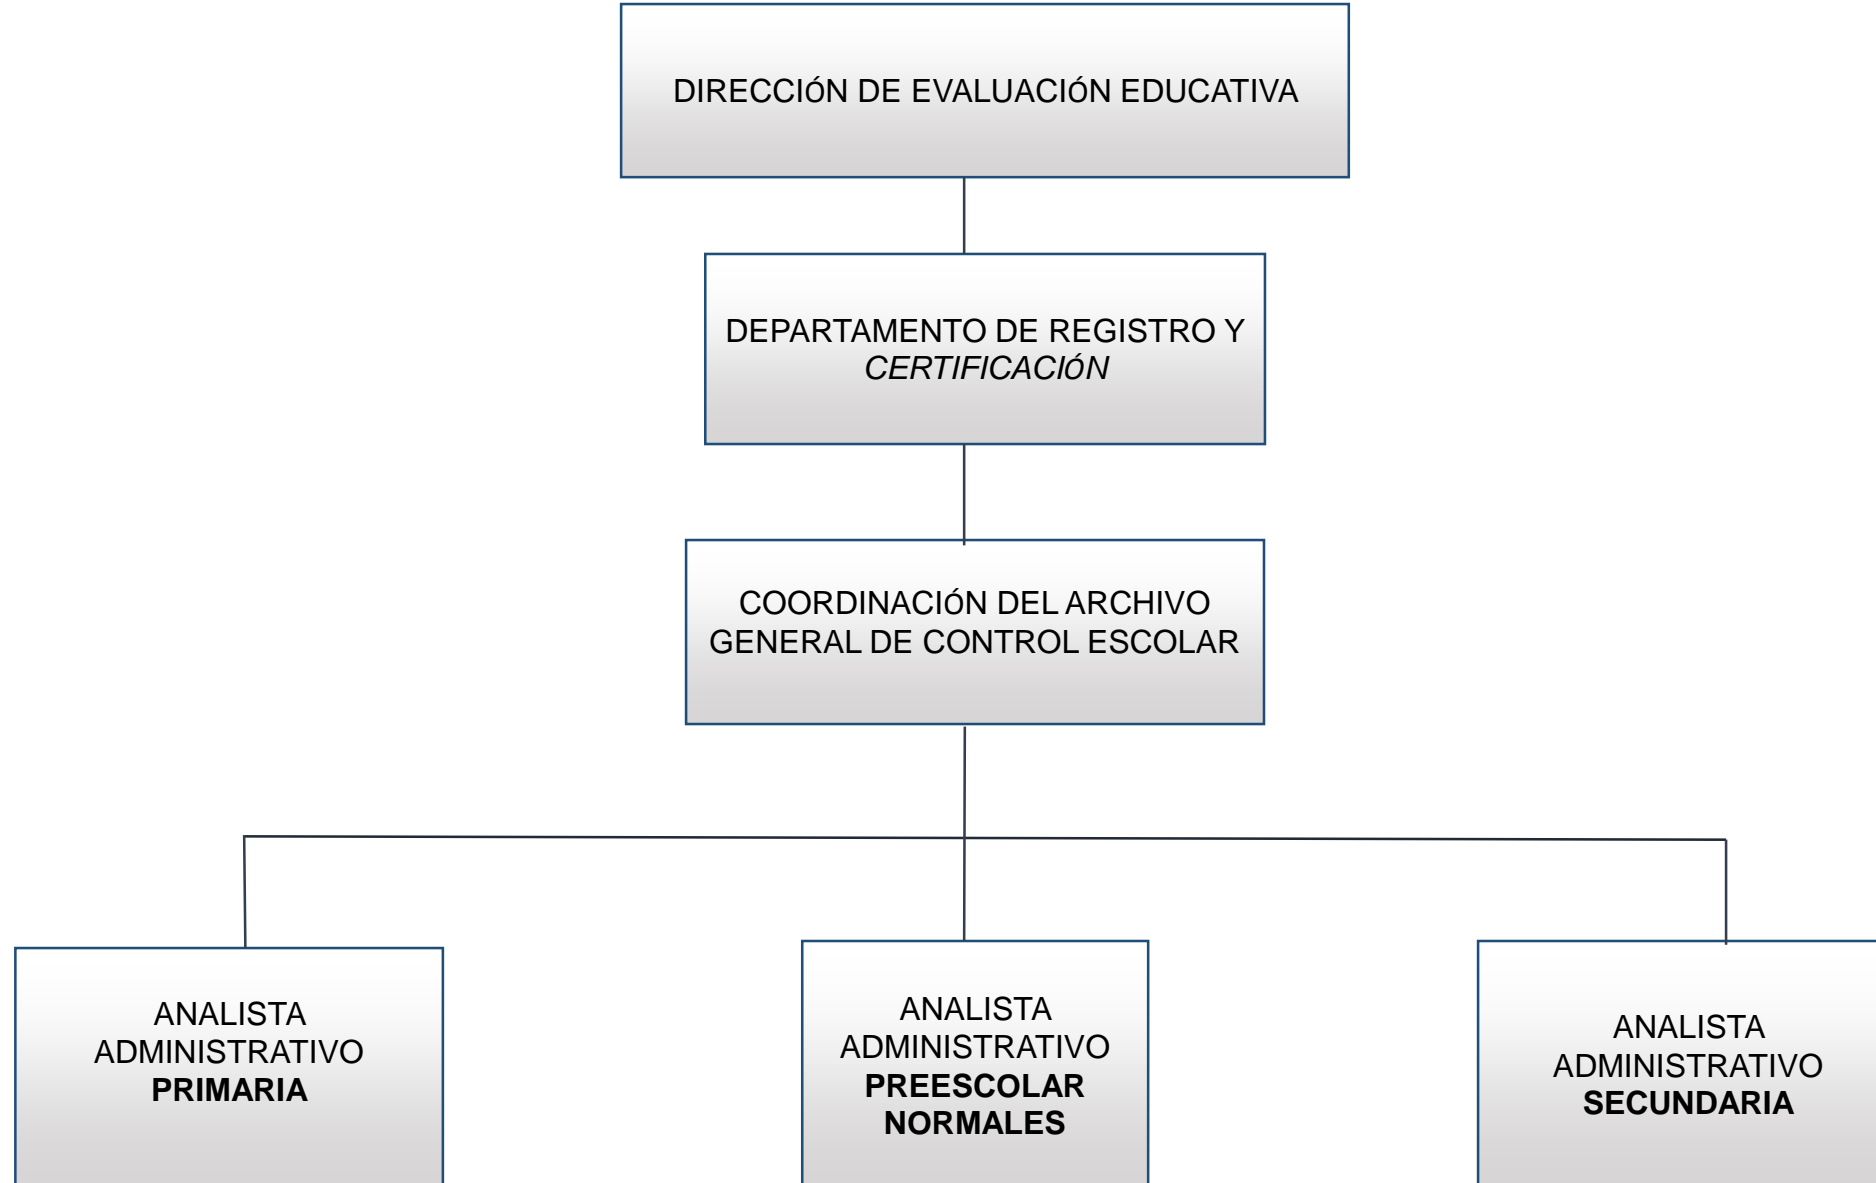 DIRECCIÓN DE EVALUACIÓN EDUCATIVA
DEPARTAMENTO DE REGISTRO Y
CERTIFICACIÓN
COORDINACIÓN DEL ARCHIVO
GENERAL DE CONTROL ESCOLAR
ANALISTA
ADMINISTRATIVO
PRIMARIA
ANALISTA
ADMINISTRATIVO
PREESCOLAR
NORMALES
ANALISTA
ADMINISTRATIVO
SECUNDARIA